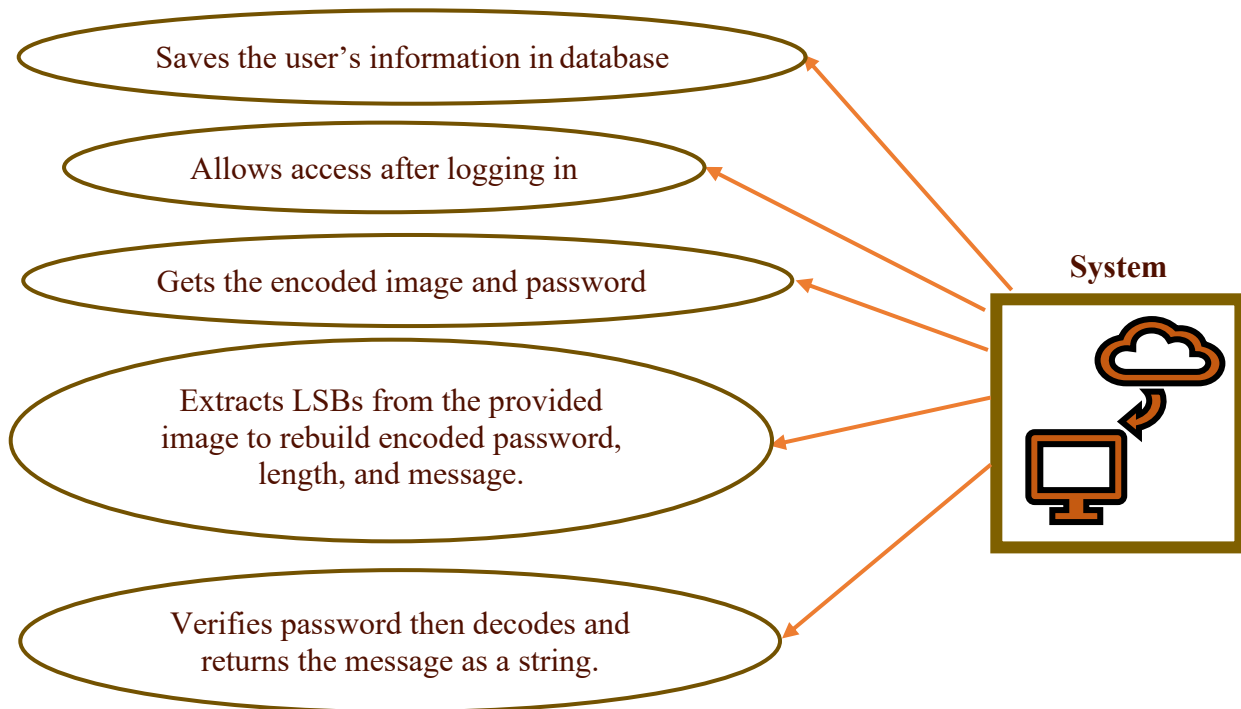 Saves the user’s information in database
Allows access after logging in
Gets the encoded image and password
System
Extracts LSBs from the provided
image to rebuild encoded password,
length, and message.
Verifies password then decodes and
returns the message as a string.